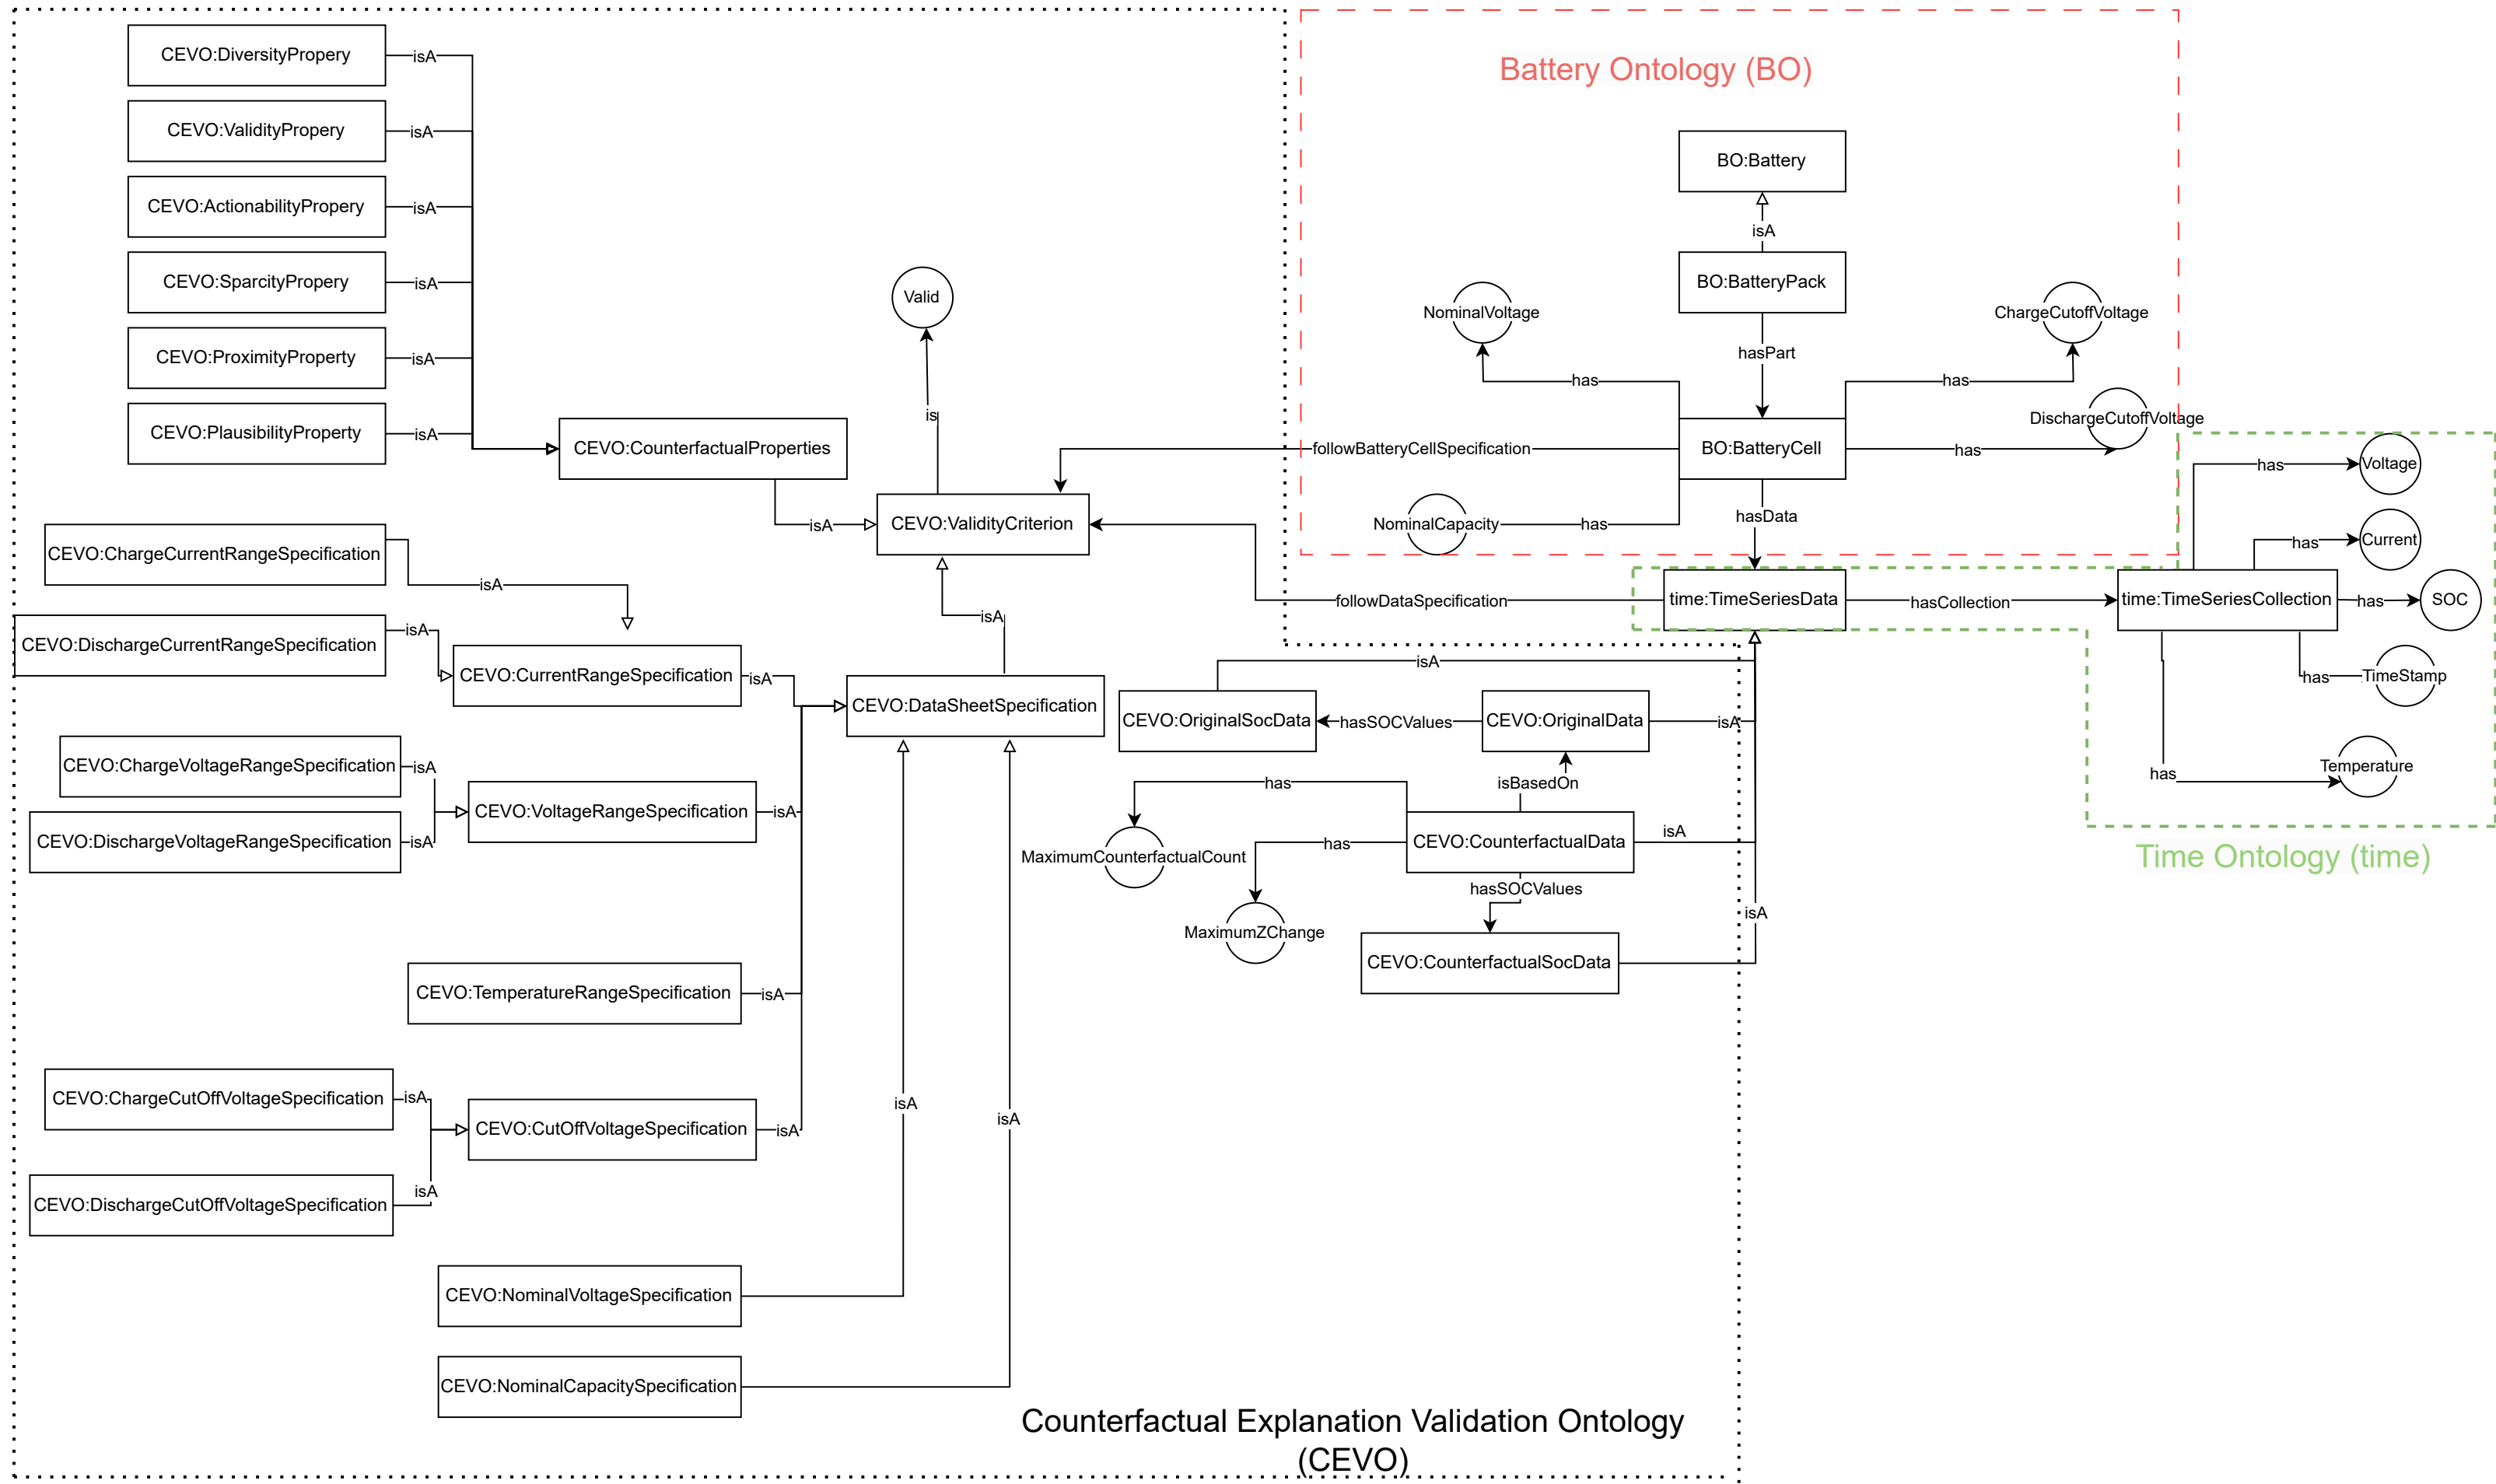 CEVO:DiversityPropery
isA
CEVO:ValidityPropery
isA
CEVO:ActionabilityPropery
isA
CEVO:SparcityPropery
isA
CEVO:ProximityProperty
isA
CEVO:PlausibilityProperty
isA
CEVO:CounterfactualProperties
isA
Valid
is
CEVO:ValidityCriterion
isA
CEVO:ChargeCurrentRangeSpecification
isA
CEVO:DischargeCurrentRangeSpecification
isA
CEVO:CurrentRangeSpecification
isA
CEVO:DataSheetSpecification
CEVO:ChargeVoltageRangeSpecification
isA
CEVO:VoltageRangeSpecification
isA
CEVO:DischargeVoltageRangeSpecification
isA
CEVO:TemperatureRangeSpecification
isA
CEVO:ChargeCutOffVoltageSpecification
isA
CEVO:CutOffVoltageSpecification
isA
CEVO:DischargeCutOffVoltageSpecification
isA
isA
isA
CEVO:NominalVoltageSpecification
CEVO:NominalCapacitySpecification
Battery Ontology (BO)
BO:Battery
isA
BO:BatteryPack
NominalVoltage
ChargeCutoffVoltage
hasPart
has
has
DischargeCutoffVoltage
followBatteryCellSpecification
BO:BatteryCell
has
NominalCapacity
has
hasData
has
Voltage
has
Current
followDataSpecification
time:TimeSeriesData
hasCollection
time:TimeSeriesCollection
has
SOC
has
TimeStamp
has
Temperature
Time Ontology (time)
isA
CEVO:OriginalSocData
hasSOCValues
CEVO:OriginalData
isA
isBasedOn
has
MaximumCounterfactualCount
has
CEVO:CounterfactualData
isA
MaximumZChange
hasSOCValues
isA
CEVO:CounterfactualSocData
Counterfactual Explanation Validation Ontology
(CEVO)